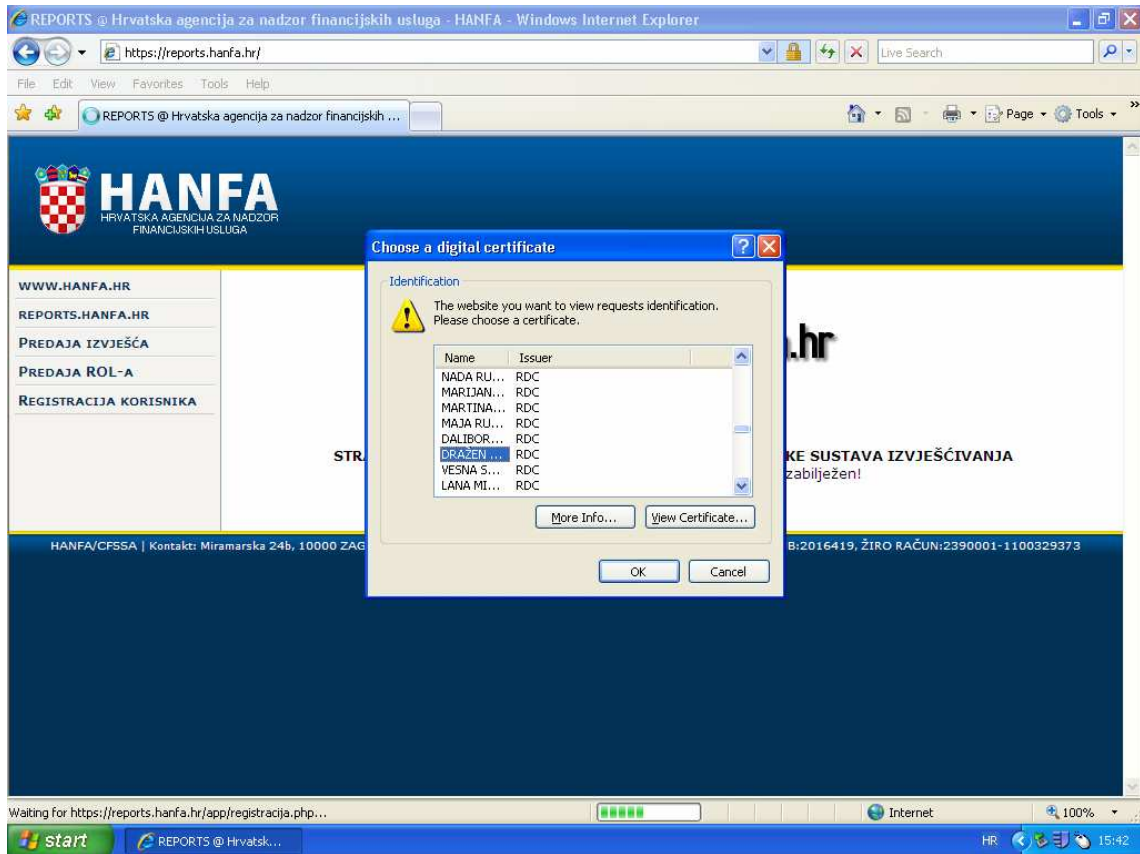 REPORTS @ Hrvatska agencija za nadzor financijskih usluga - HANFA - Windows Internet Explorer
https://reports.hanfa.hr/
Live Search
File Edit View Favorites Tools Help
REPORTS @ Hrvatska agencija za nadzor financijskih ...
Page Tools
HANFA
HRVATSKA AGENCIJA ZA NADZOR
FINANCIJSKIH USLUGA
WWW.HANFA.HR
REPORTS.HANFA.HR
PREDAJA IZVJEŠĆA
PREDAJA ROL-A
REGISTRACIJA KORISNIKA
Choose a digital certificate
Identification
The website you want to view requests identification.
Please choose a certificate.
Name Issuer
NADA RU... RDC
MARIJAN... RDC
MARTINA... RDC
MAJA RU... RDC
DALIBOR... RDC
DRAŽEN ... RDC
VESNA S... RDC
LANA MI... RDC
More Info... View Certificate...
OK Cancel
.hr
STR
KE SUSTAVA IZVJEŠĆIVANJA
zabilježen!
HANFA/CFSSA | Kontakt: Miramarska 24b, 10000 ZAG
B:2016419, ŽIRO RAČUN:2390001-1100329373
Waiting for https://reports.hanfa.hr/app/registracija.php...
Internet
100%
start
REPORTS @ Hrvatsk...
HR
15:42